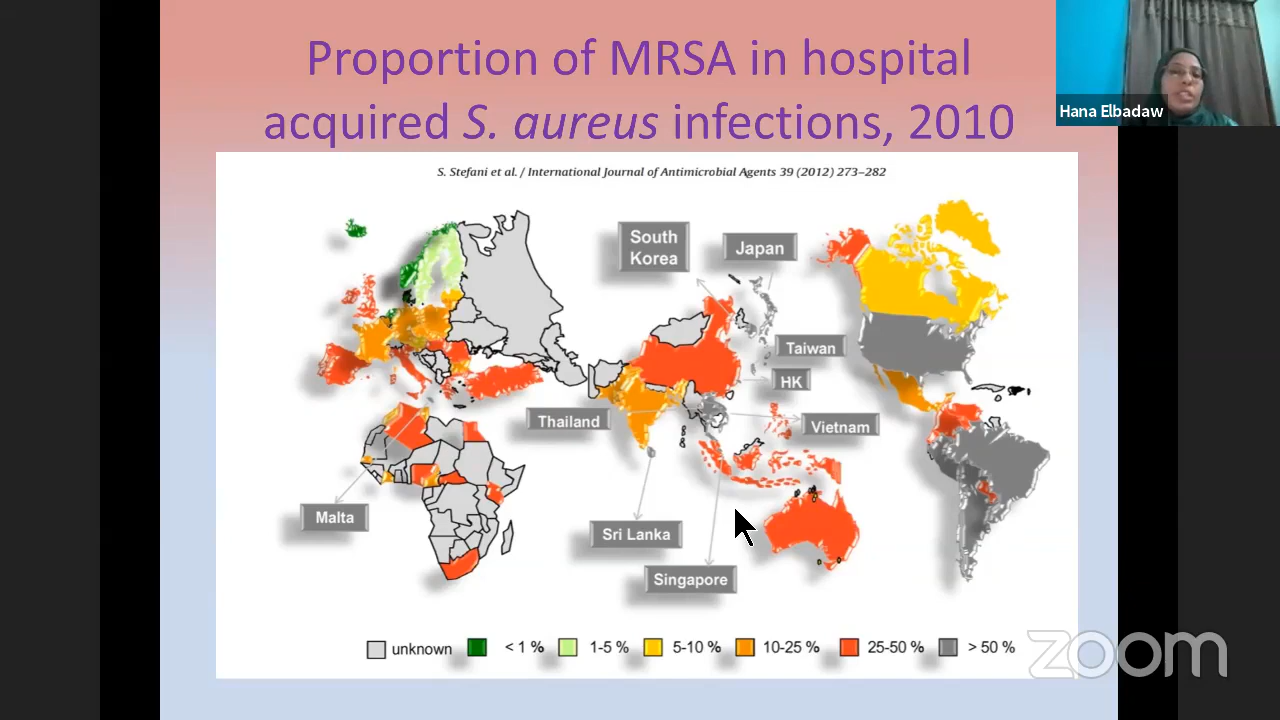 Proportion of MRSA in hospital
acquired S. aureus infections, 2010
Hana Elbadaw
S. Stefani et al. / International Journal of Antimicrobial Agents 39 (2012) 273–282
South
Korea
Japan
Taiwan
HK
Thailand
Vietnam
Malta
Sri Lanka
Singapore
unknown
< 1 %
1-5 %
5-10 %
10-25 %
25-50 %
> 50 %
zoom